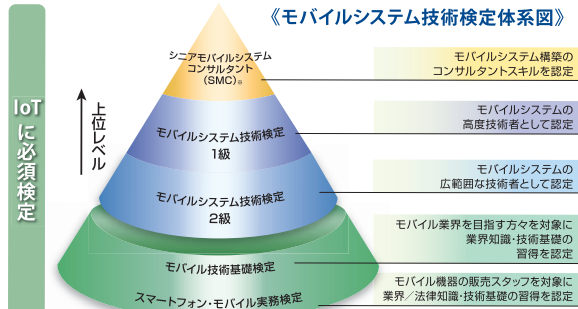 《モバイルシステム技術検定体系図》
IoTに必須検定
上位レベル
シニアモバイルシステム
コンサルタント
(SMC)※
モバイルシステム構築の
コンサルタントスキルを認定
モバイルシステム技術検定
1級
モバイルシステムの
高度技術者として認定
モバイルシステム技術検定
2級
モバイルシステムの
広範囲な技術者として認定
モバイル技術基礎検定
モバイル業界を目指す方々を対象に
業界知識・技術基礎の
習得を認定
スマートフォン・モバイル実務検定
モバイル機器の販売スタッフを対象に
業界/法律知識・技術基礎の習得を認定